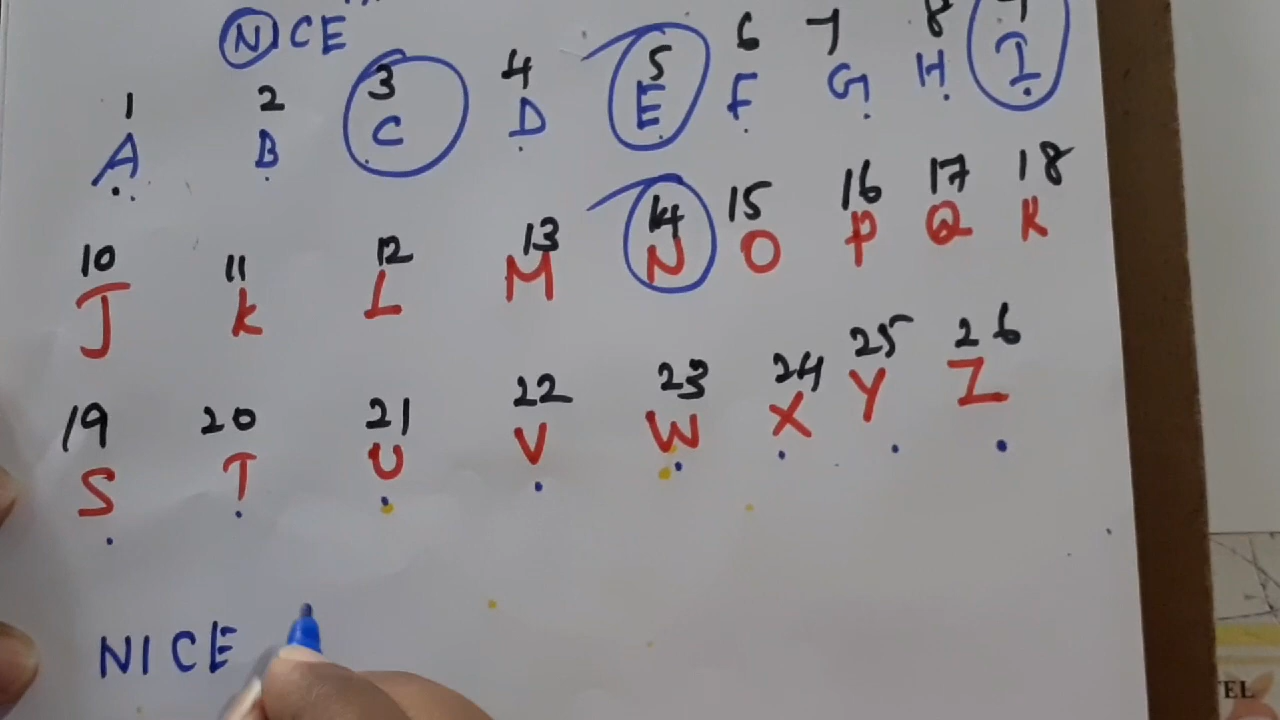 NICE
1 2 3 4 5 6 7 8 9
A B C D E F G H I
10 11 12 13 14 15 16 17 18
J K L M N O P Q R
19 20 21 22 23 24 25 26
S T U V W X Y Z
NICE
TEL